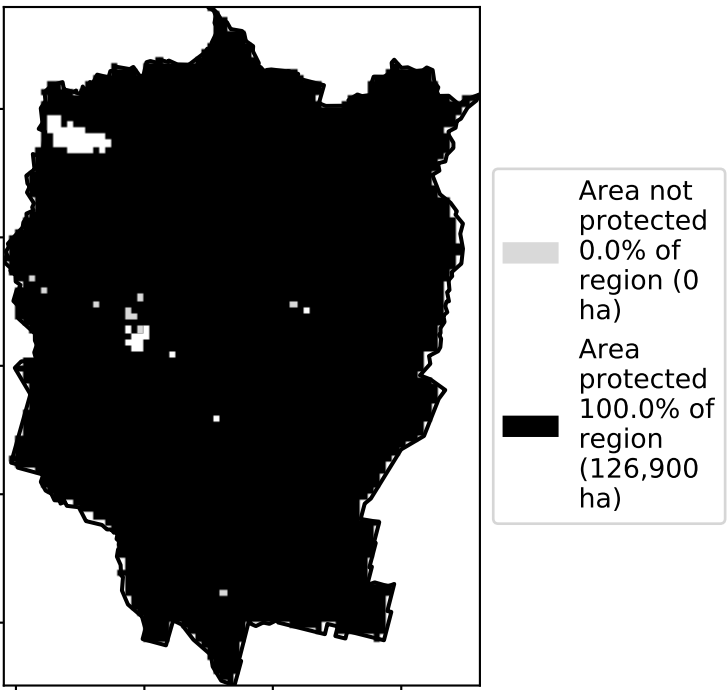 Area not
protected
0.0% of
region (0
ha)
Area
protected
100.0% of
region
(126,900
ha)